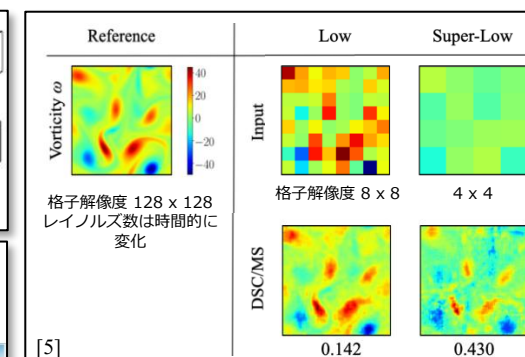 Reference
Low
Super-Low
Vorticity ω
40
20
0
−20
−40
Input
格子解像度 128 x 128
レイノルズ数は時間的に
変化
格子解像度 8 x 8
4 x 4
DSC/MS
0.142
0.430
[5]